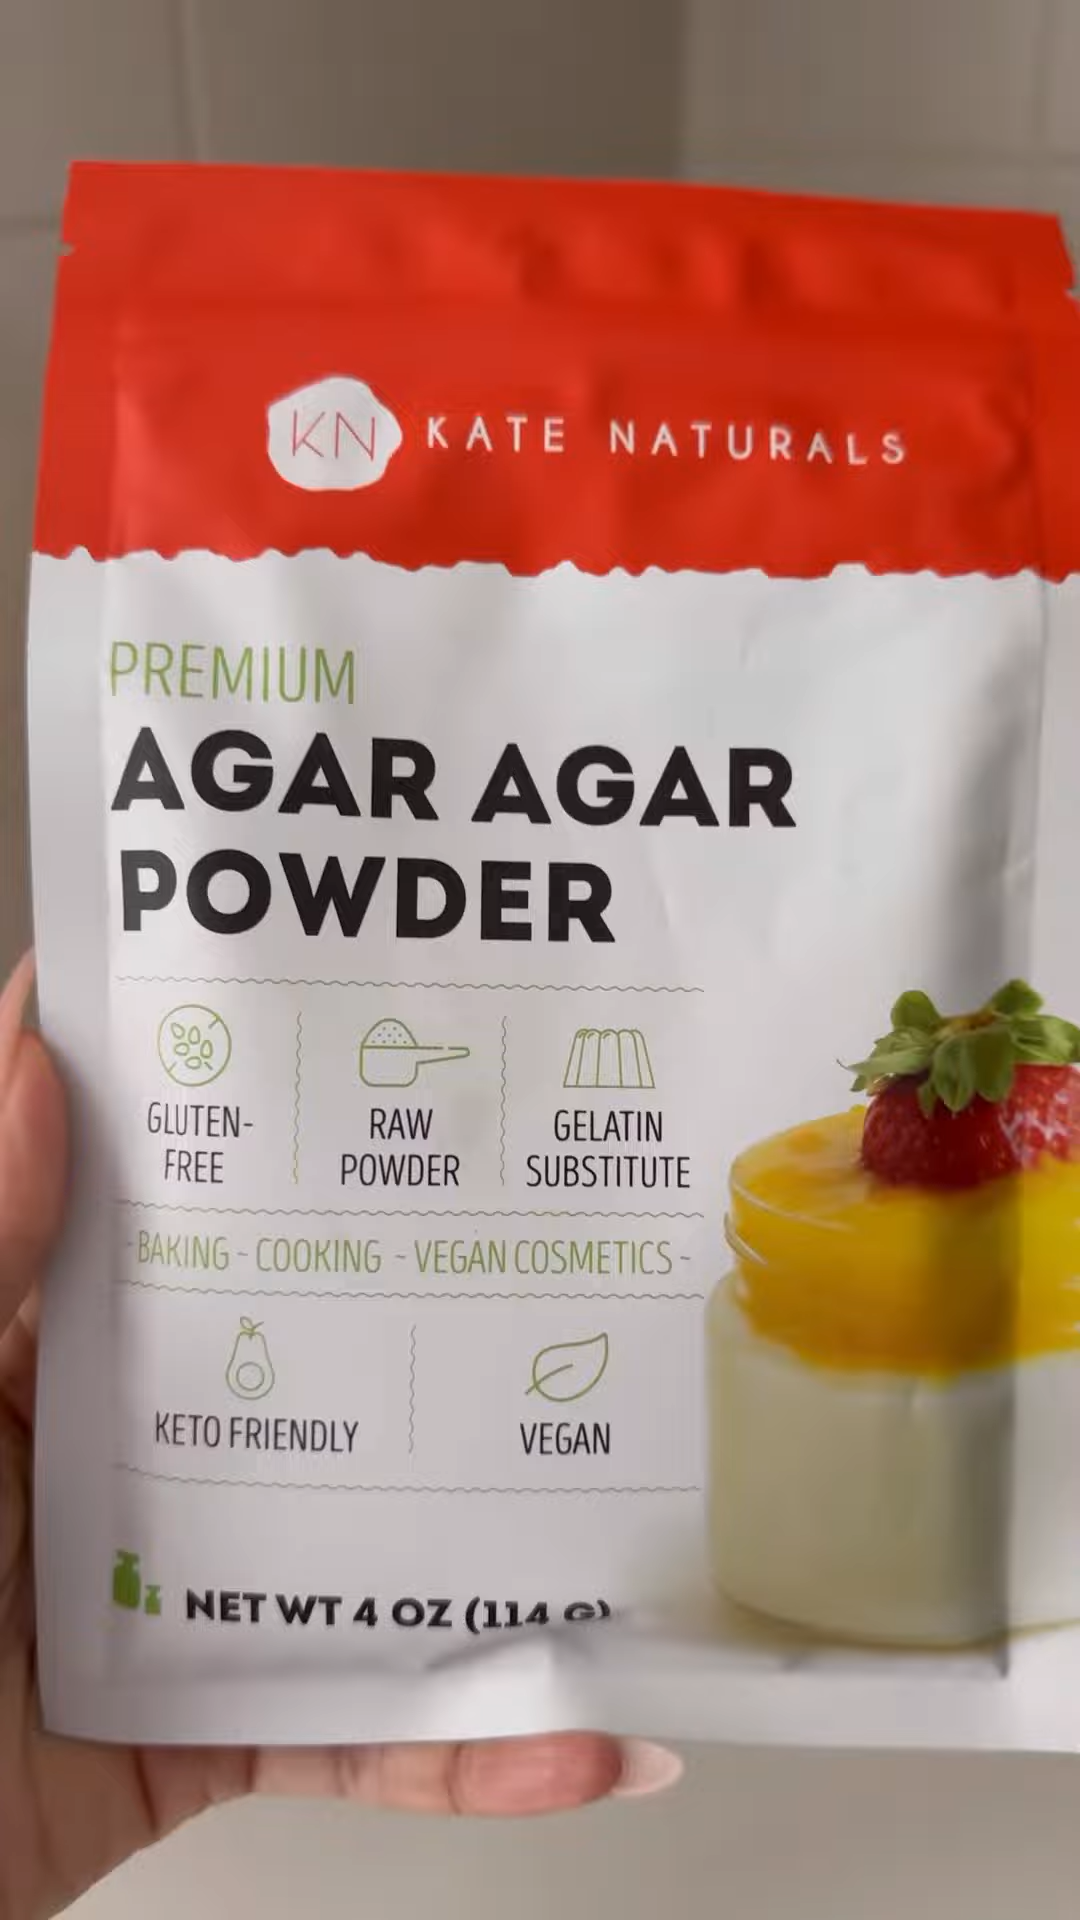 KN KATE NATURALS
PREMIUM
AGAR AGAR
POWDER
GLUTEN-
FREE
RAW
POWDER
GELATIN
SUBSTITUTE
~ BAKING ~ COOKING ~ VEGAN COSMETICS ~
KETO FRIENDLY
VEGAN
NET WT 4 OZ (114 G)